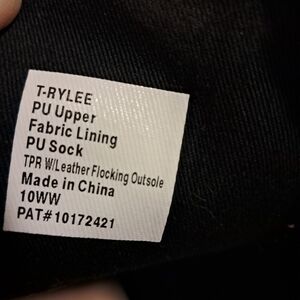 T-RYLEE
PU Upper
Fabric Lining
PU Sock
TPR W/Leather Flocking Outsole
Made in China
10WW
PAT#10172421